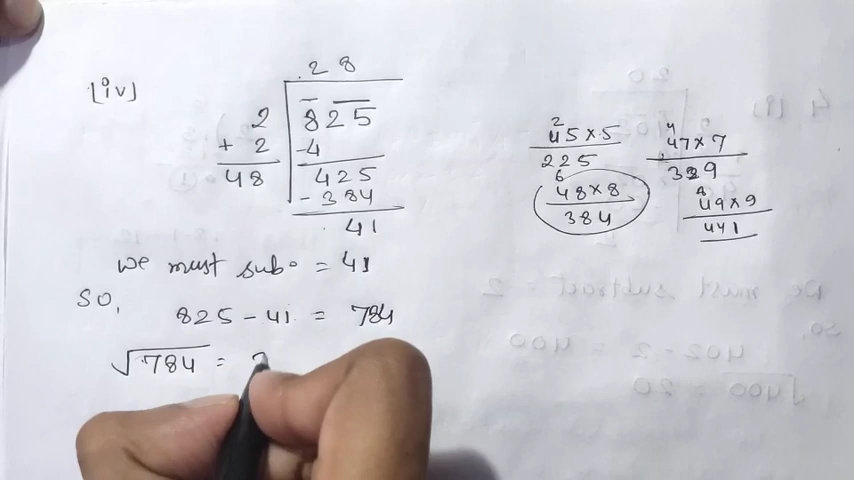 [iv]
28
2 825
+ 2 -4
48 425
- 384
41
we must sub. = 41
so,
825 - 41 = 784
√784 =
2
45 x 5
225
4
47 x 7
329
6
48 x 8
384
8
49 x 9
441